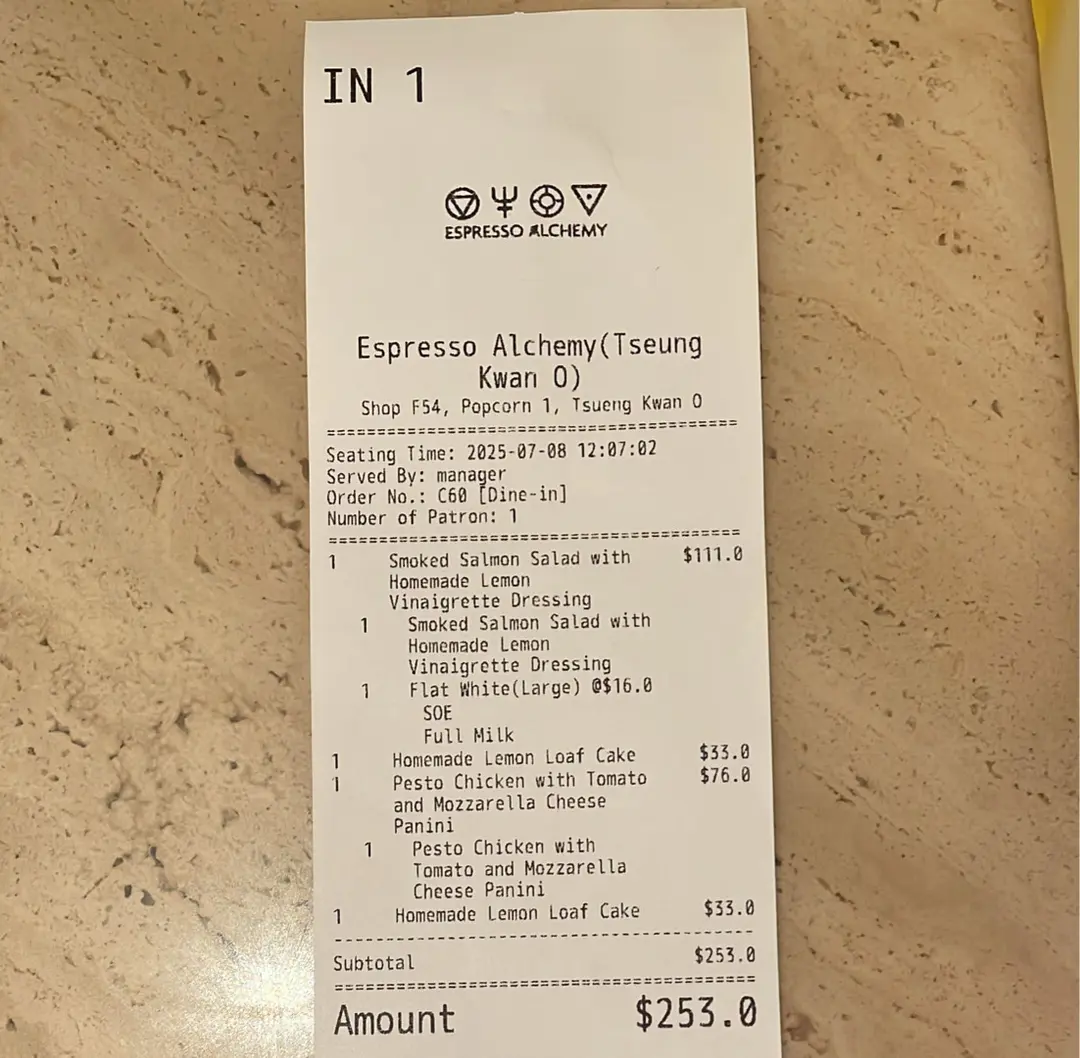 IN 1
ESPRESSO ALCHEMY
Espresso Alchemy(Tseung
Kwan O)
Shop F54, Popcorn 1, Tsueng Kwan O
========================================
Seating Time: 2025-07-08 12:07:02
Served By: manager
Order No.: C60 [Dine-in]
Number of Patron: 1
========================================
1 Smoked Salmon Salad with $111.0
Homemade Lemon
Vinaigrette Dressing
1 Smoked Salmon Salad with
Homemade Lemon
Vinaigrette Dressing
1 Flat White(Large) @$16.0
SOE
Full Milk
1 Homemade Lemon Loaf Cake $33.0
1 Pesto Chicken with Tomato $76.0
and Mozzarella Cheese
Panini
1 Pesto Chicken with
Tomato and Mozzarella
Cheese Panini
1 Homemade Lemon Loaf Cake $33.0
----------------------------------------
Subtotal $253.0
========================================
Amount $253.0